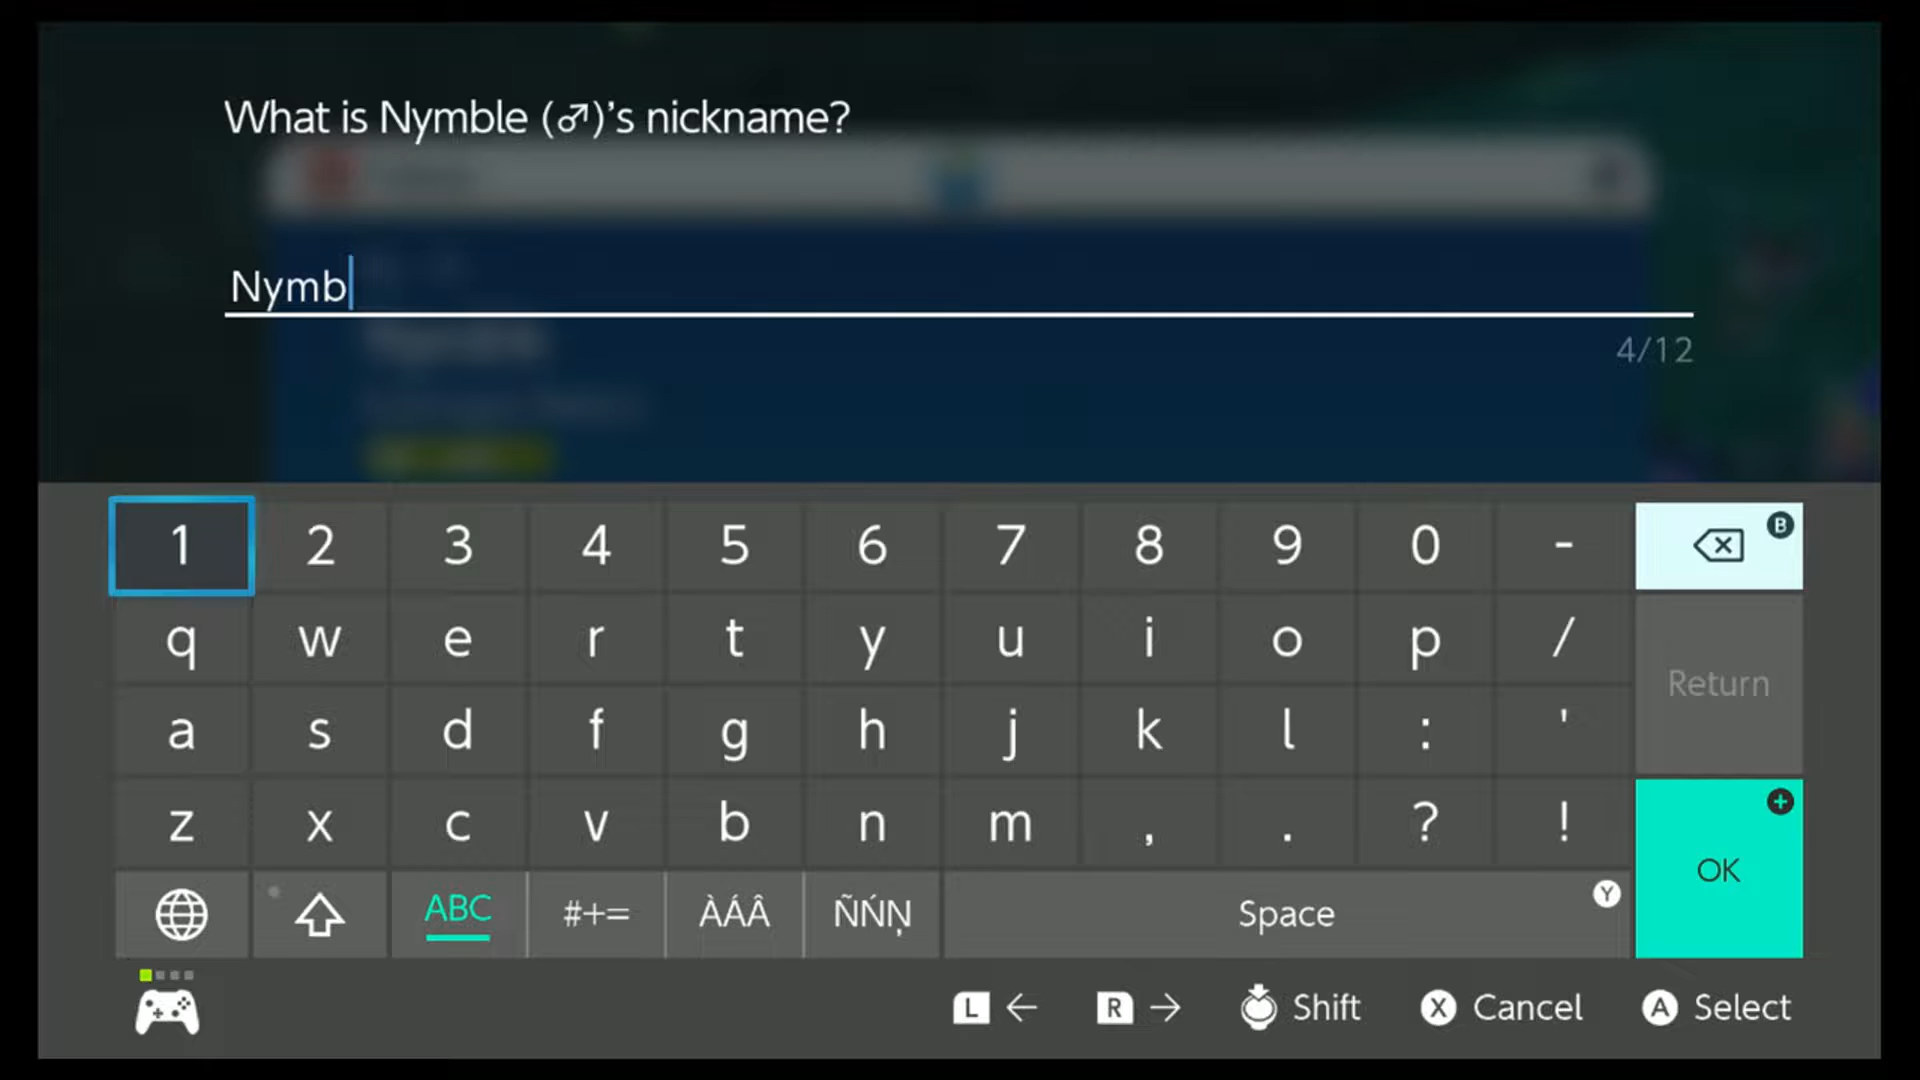 What is Nymble (♂)'s nickname?
Nymb
4/12
1 2 3 4 5 6 7 8 9 0 - B
q w e r t y u i o p / Return
a s d f g h j k l : '
z x c v b n m , . ? ! +
ABC #+= ÀÁÂ ÑŃŅ Space Y OK
L ← R → Shift X Cancel A Select